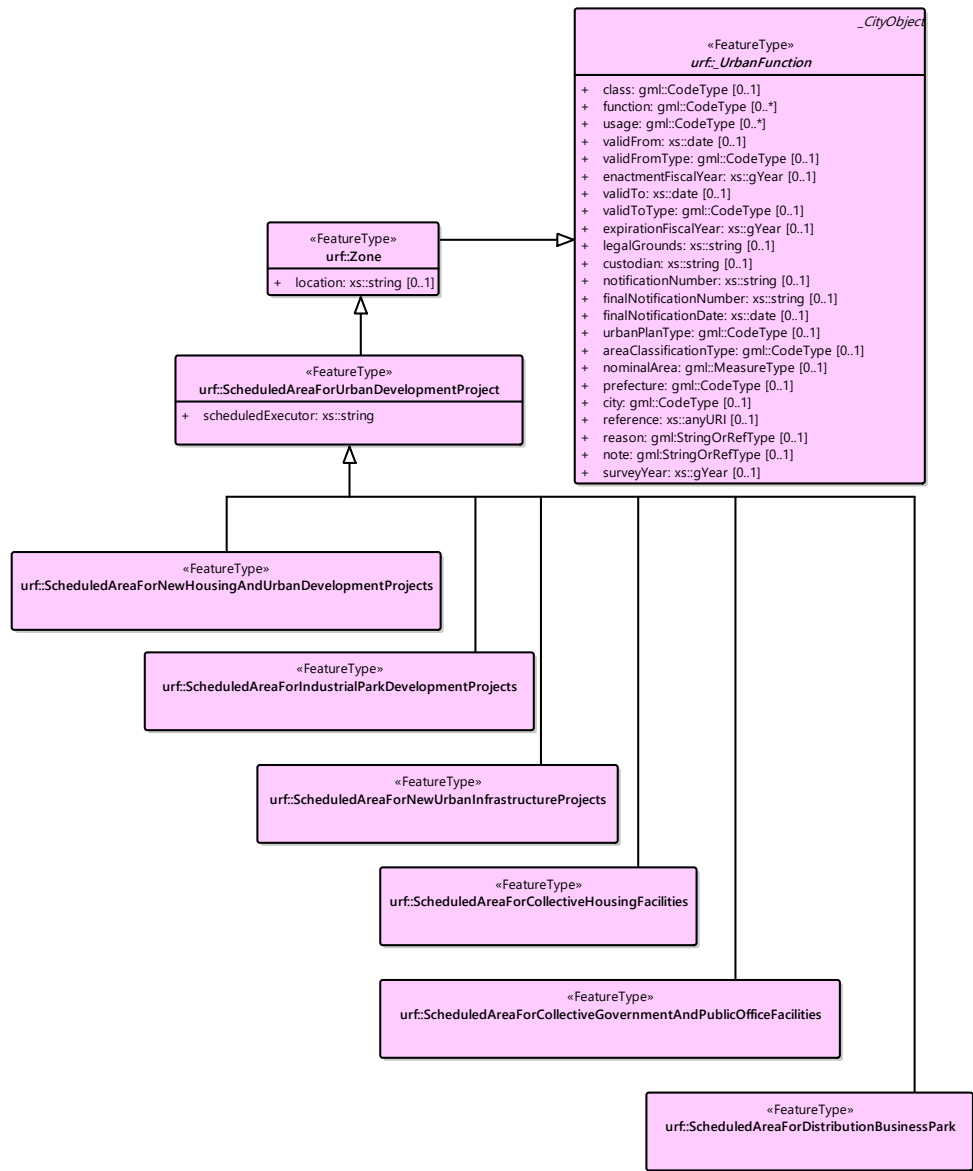 _CityObject
«FeatureType»
urf::_UrbanFunction
+ class: gml::CodeType [0..1]
+ function: gml::CodeType [0..*]
+ usage: gml::CodeType [0..*]
+ validFrom: xs::date [0..1]
+ validFromType: gml::CodeType [0..1]
+ enactmentFiscalYear: xs::gYear [0..1]
+ validTo: xs::date [0..1]
+ validToType: gml::CodeType [0..1]
+ expirationFiscalYear: xs::gYear [0..1]
+ legalGrounds: xs::string [0..1]
+ custodian: xs::string [0..1]
+ notificationNumber: xs::string [0..1]
+ finalNotificationNumber: xs::string [0..1]
+ finalNotificationDate: xs::date [0..1]
+ urbanPlanType: gml::CodeType [0..1]
+ areaClassificationType: gml::CodeType [0..1]
+ nominalArea: gml::MeasureType [0..1]
+ prefecture: gml::CodeType [0..1]
+ city: gml::CodeType [0..1]
+ reference: xs::anyURI [0..1]
+ reason: gml:StringOrRefType [0..1]
+ note: gml:StringOrRefType [0..1]
+ surveyYear: xs::gYear [0..1]
«FeatureType»
urf::Zone
+ location: xs::string [0..1]
«FeatureType»
urf::ScheduledAreaForUrbanDevelopmentProject
+ scheduledExecutor: xs::string
«FeatureType»
urf::ScheduledAreaForNewHousingAndUrbanDevelopmentProjects
«FeatureType»
urf::ScheduledAreaForIndustrialParkDevelopmentProjects
«FeatureType»
urf::ScheduledAreaForNewUrbanInfrastructureProjects
«FeatureType»
urf::ScheduledAreaForCollectiveHousingFacilities
«FeatureType»
urf::ScheduledAreaForCollectiveGovernmentAndPublicOfficeFacilities
«FeatureType»
urf::ScheduledAreaForDistributionBusinessPark